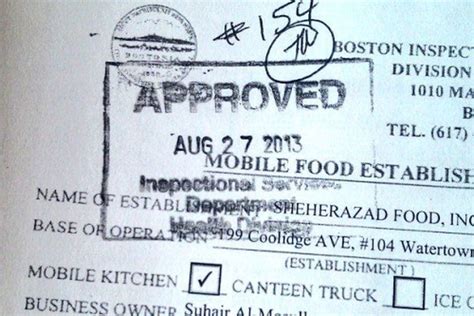 #154
BOSTON INSPECT
DIVISION
1010 MA
B
TEL. (617)
APPROVED
AUG 27 2013
Inspectional Services
Department
Health Division
MOBILE FOOD ESTABLISH
NAME OF ESTABLISHMENT SHEHERAZAD FOOD, INC
BASE OF OPERATION 199 Coolidge AVE, #104 Watertown
(ESTABLISHMENT)
MOBILE KITCHEN ✓ CANTEEN TRUCK ICE C
BUSINESS OWNER Suhair